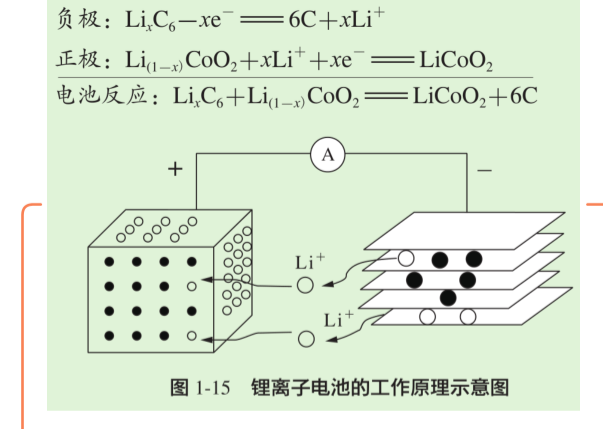 负极：LiₓC₆−xe⁻══6C+xLi⁺
正极：Li₍₁₋ₓ₎CoO₂+xLi⁺+xe⁻══LiCoO₂
电池反应：LiₓC₆+Li₍₁₋ₓ₎CoO₂══LiCoO₂+6C
A
+
−
Li⁺
Li⁺
图 1-15 锂离子电池的工作原理示意图